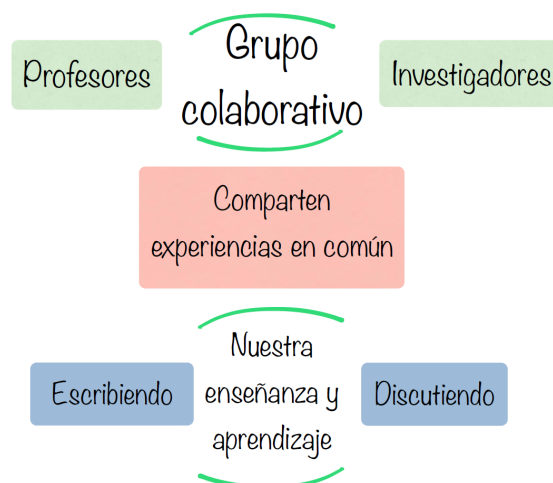 Grupo
colaborativo
Profesores
Investigadores
Comparten
experiencias en común
Nuestra
enseñanza y
aprendizaje
Escribiendo
Discutiendo